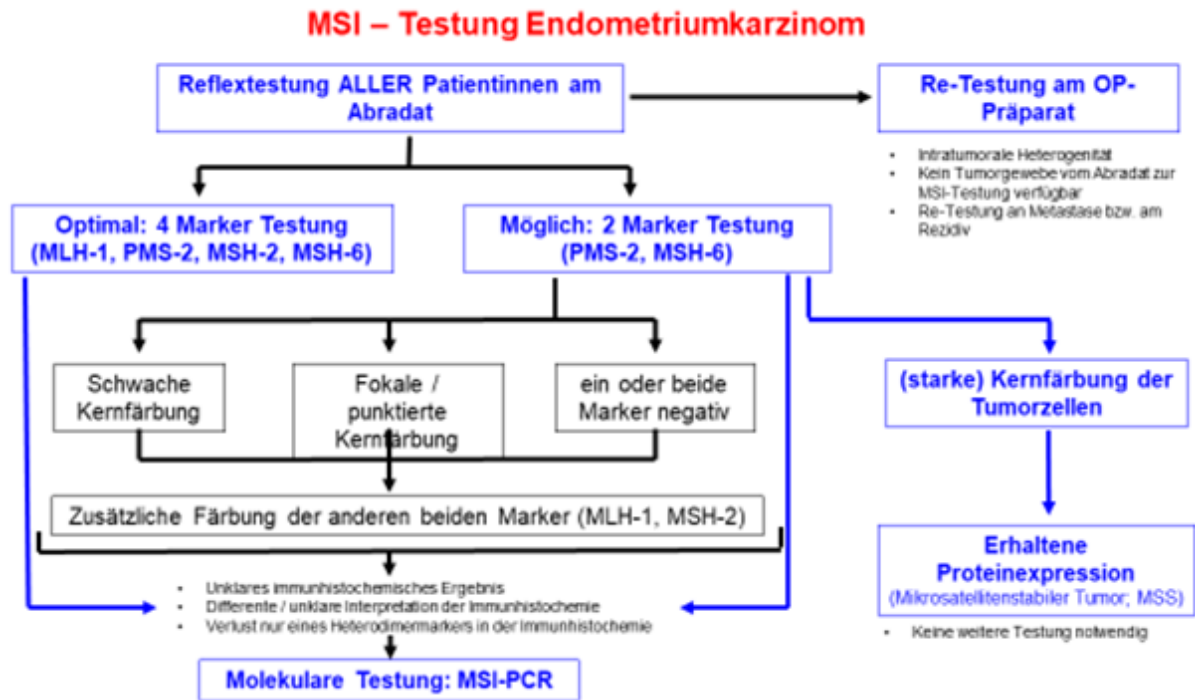 MSI – Testung Endometriumkarzinom
Reflextestung ALLER Patientinnen am
Abradat
Re-Testung am OP-
Präparat
• Intratumorale Heterogenität
• Kein Tumorgewebe vom Abradat zur
MSI-Testung verfügbar
• Re-Testung an Metastase bzw. am
Rezidiv
Optimal: 4 Marker Testung
(MLH-1, PMS-2, MSH-2, MSH-6)
Möglich: 2 Marker Testung
(PMS-2, MSH-6)
Schwache
Kernfärbung
Fokale /
punktierte
Kernfärbung
ein oder beide
Marker negativ
(starke) Kernfärbung der
Tumorzellen
Zusätzliche Färbung der anderen beiden Marker (MLH-1, MSH-2)
Erhaltene
Proteinexpression
(Mikrosatellitenstabiler Tumor; MSS)
• Keine weitere Testung notwendig
• Unklares immunhistochemisches Ergebnis
• Differente / unklare Interpretation der Immunhistochemie
• Verlust nur eines Heterodimermarkers in der Immunhistochemie
Molekulare Testung: MSI-PCR